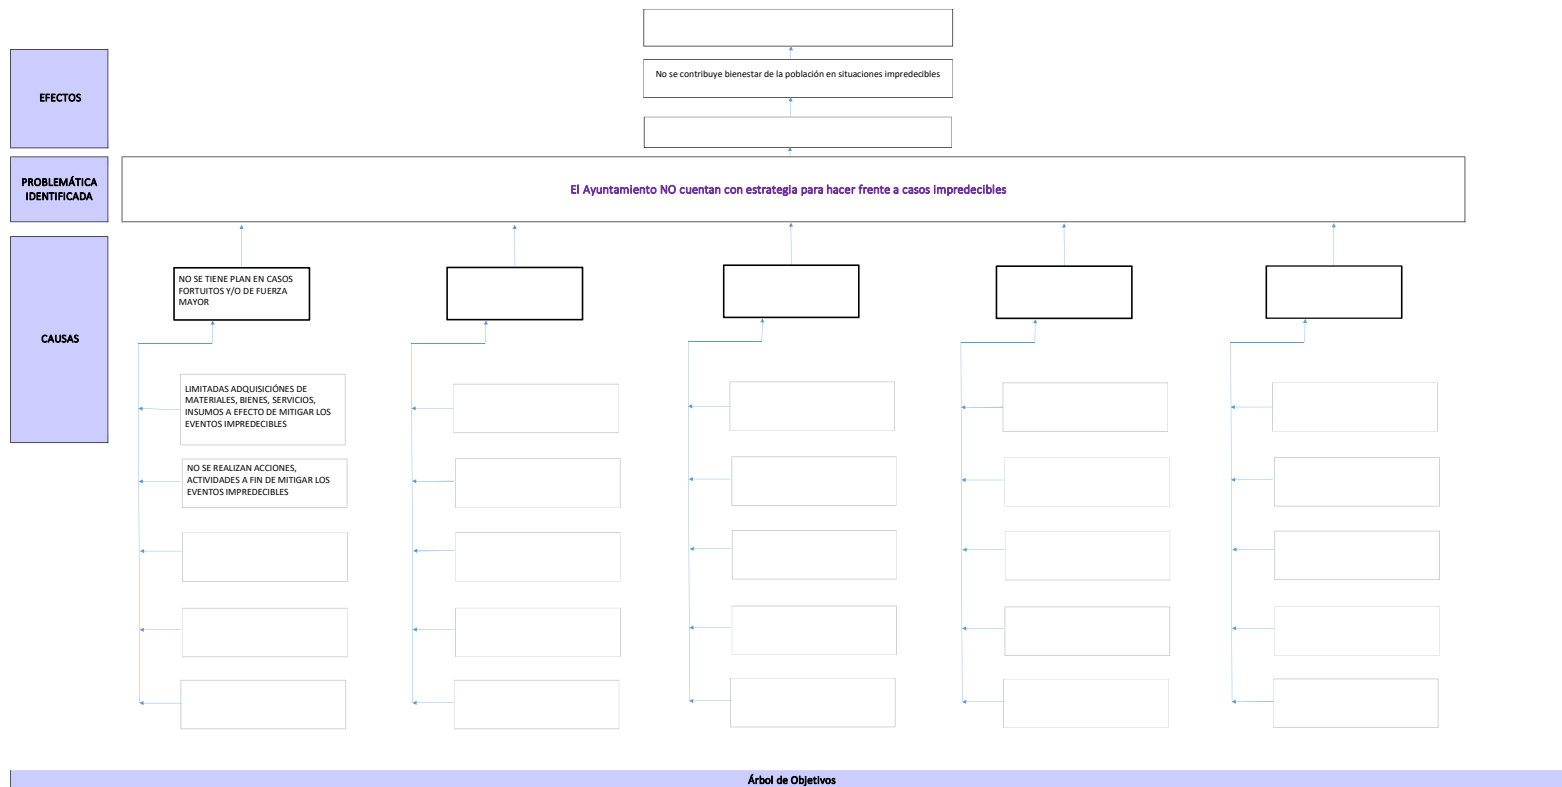 No se contribuye bienestar de la población en situaciones impredecibles
EFECTOS
PROBLEMÁTICA
IDENTIFICADA
El Ayuntamiento NO cuentan con estrategia para hacer frente a casos impredecibles
CAUSAS
NO SE TIENE PLAN EN CASOS
FORTUITOS Y/O DE FUERZA
MAYOR
LIMITADAS ADQUISICIÓNES DE
MATERIALES, BIENES, SERVICIOS,
INSUMOS A EFECTO DE MITIGAR LOS
EVENTOS IMPREDECIBLES
NO SE REALIZAN ACCIONES,
ACTIVIDADES A FIN DE MITIGAR LOS
EVENTOS IMPREDECIBLES
Árbol de Objetivos